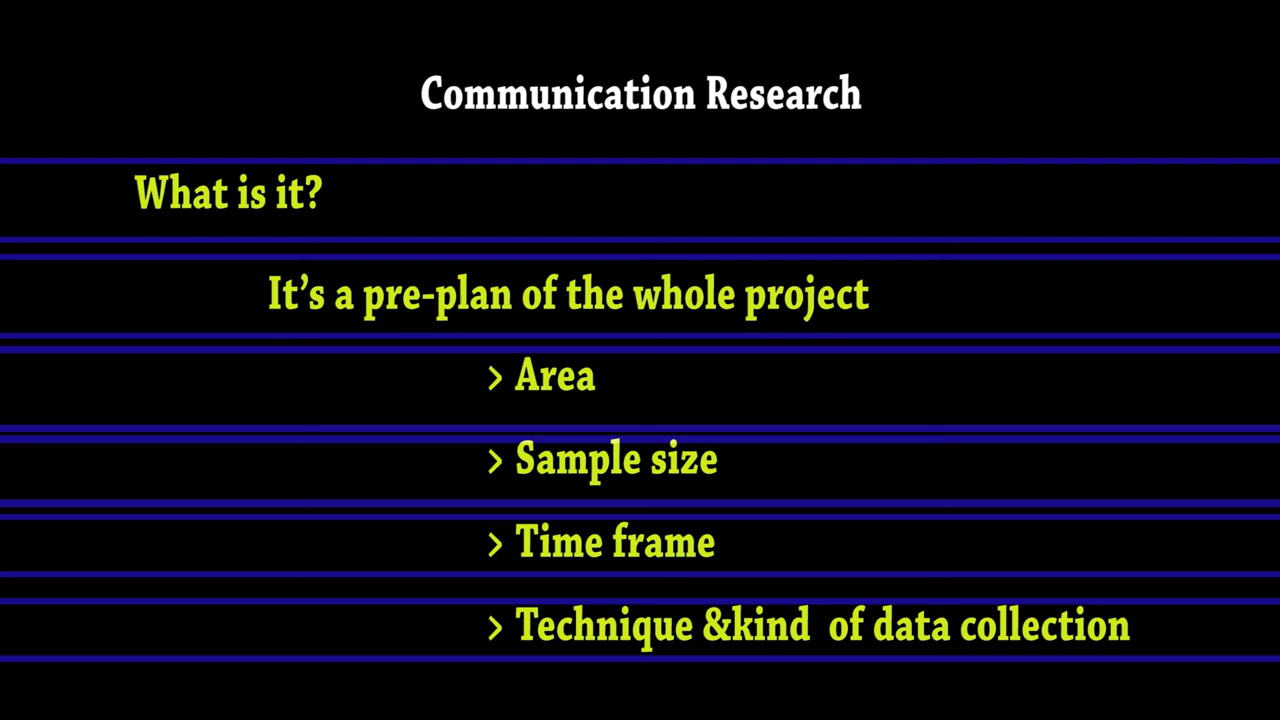 Communication Research
What is it?
It’s a pre-plan of the whole project
> Area
> Sample size
> Time frame
> Technique &kind  of data collection